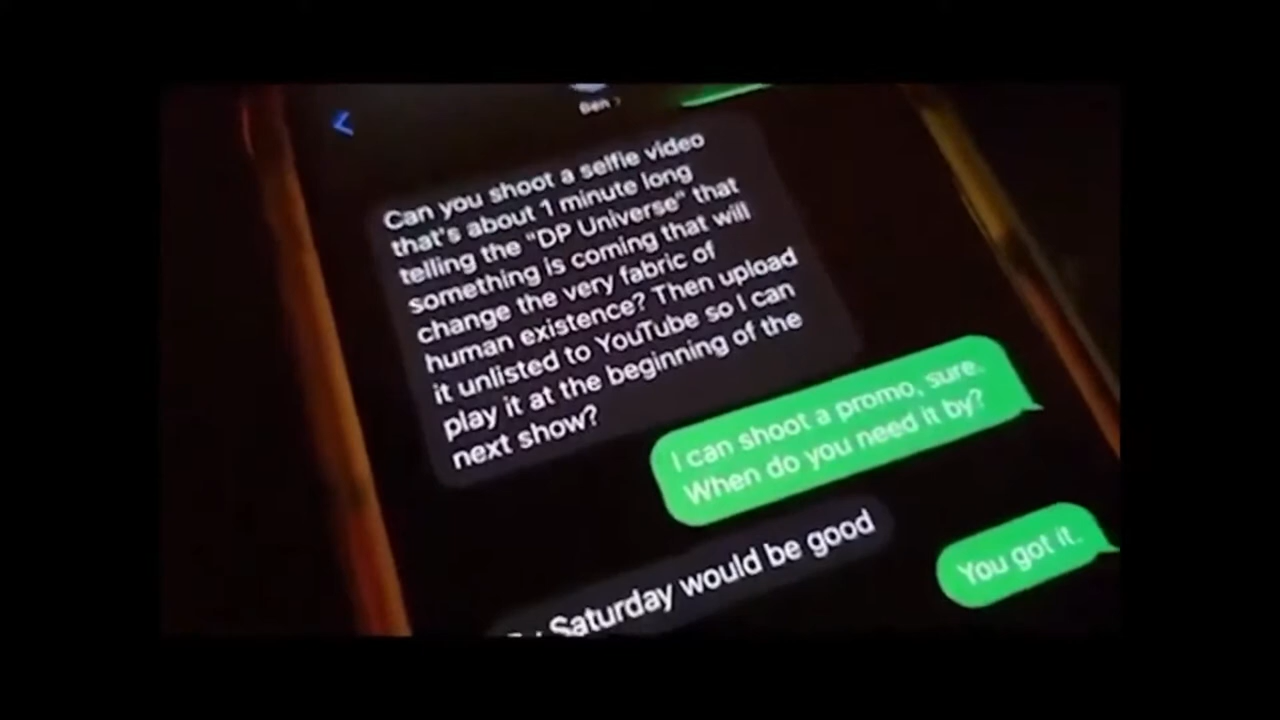 Ben
Can you shoot a selfie video
that's about 1 minute long
telling the "DP Universe" that
something is coming that will
change the very fabric of
human existence? Then upload
it unlisted to YouTube so I can
play it at the beginning of the
next show?
I can shoot a promo, sure.
When do you need it by?
Saturday would be good
You got it.